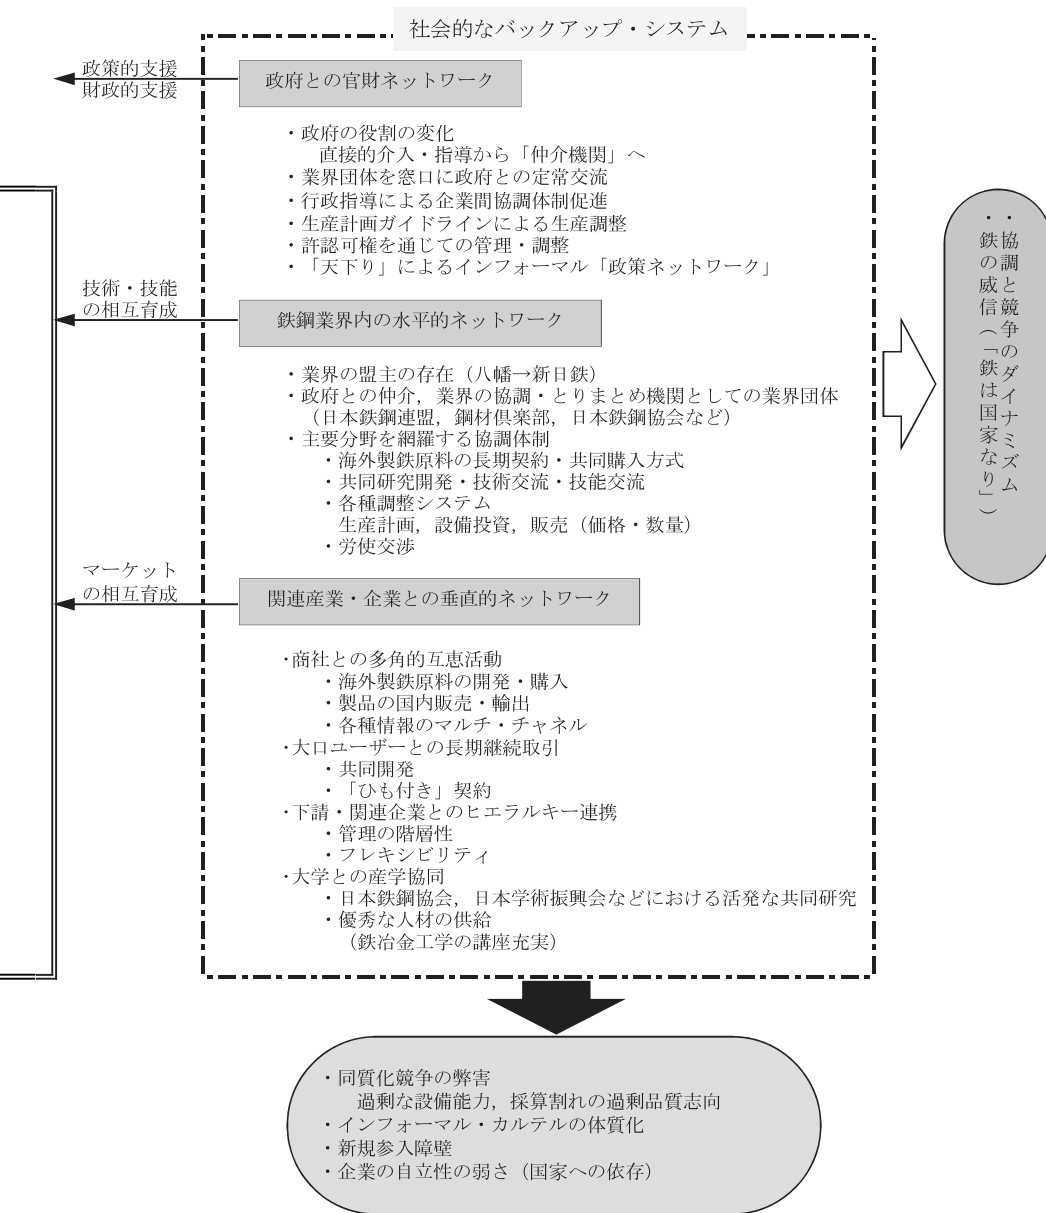 社会的なバックアップ・システム
政策的支援
財政的支援
政府との官財ネットワーク
・政府の役割の変化
直接的介入・指導から「仲介機関」へ
・業界団体を窓口に政府との定常交流
・行政指導による企業間協調体制促進
・生産計画ガイドラインによる生産調整
・許認可権を通じての管理・調整
・「天下り」によるインフォーマル「政策ネットワーク」
技術・技能
の相互育成
鉄鋼業界内の水平的ネットワーク
・業界の盟主の存在（八幡→新日鉄）
・政府との仲介，業界の協調・とりまとめ機関としての業界団体
（日本鉄鋼連盟，鋼材倶楽部，日本鉄鋼協会など）
・主要分野を網羅する協調体制
・海外製鉄原料の長期契約・共同購入方式
・共同研究開発・技術交流・技能交流
・各種調整システム
生産計画，設備投資，販売（価格・数量）
・労使交渉
マーケット
の相互育成
関連産業・企業との垂直的ネットワーク
・商社との多角的互恵活動
・海外製鉄原料の開発・購入
・製品の国内販売・輸出
・各種情報のマルチ・チャネル
・大口ユーザーとの長期継続取引
・共同開発
・「ひも付き」契約
・下請・関連企業とのヒエラルキー連携
・管理の階層性
・フレキシビリティ
・大学との産学協同
・日本鉄鋼協会，日本学術振興会などにおける活発な共同研究
・優秀な人材の供給
（鉄冶金工学の講座充実）
・協調と競争のダイナミズム
・鉄の威信（「鉄は国家なり」）
・同質化競争の弊害
過剰な設備能力，採算割れの過剰品質志向
・インフォーマル・カルテルの体質化
・新規参入障壁
・企業の自立性の弱さ（国家への依存）